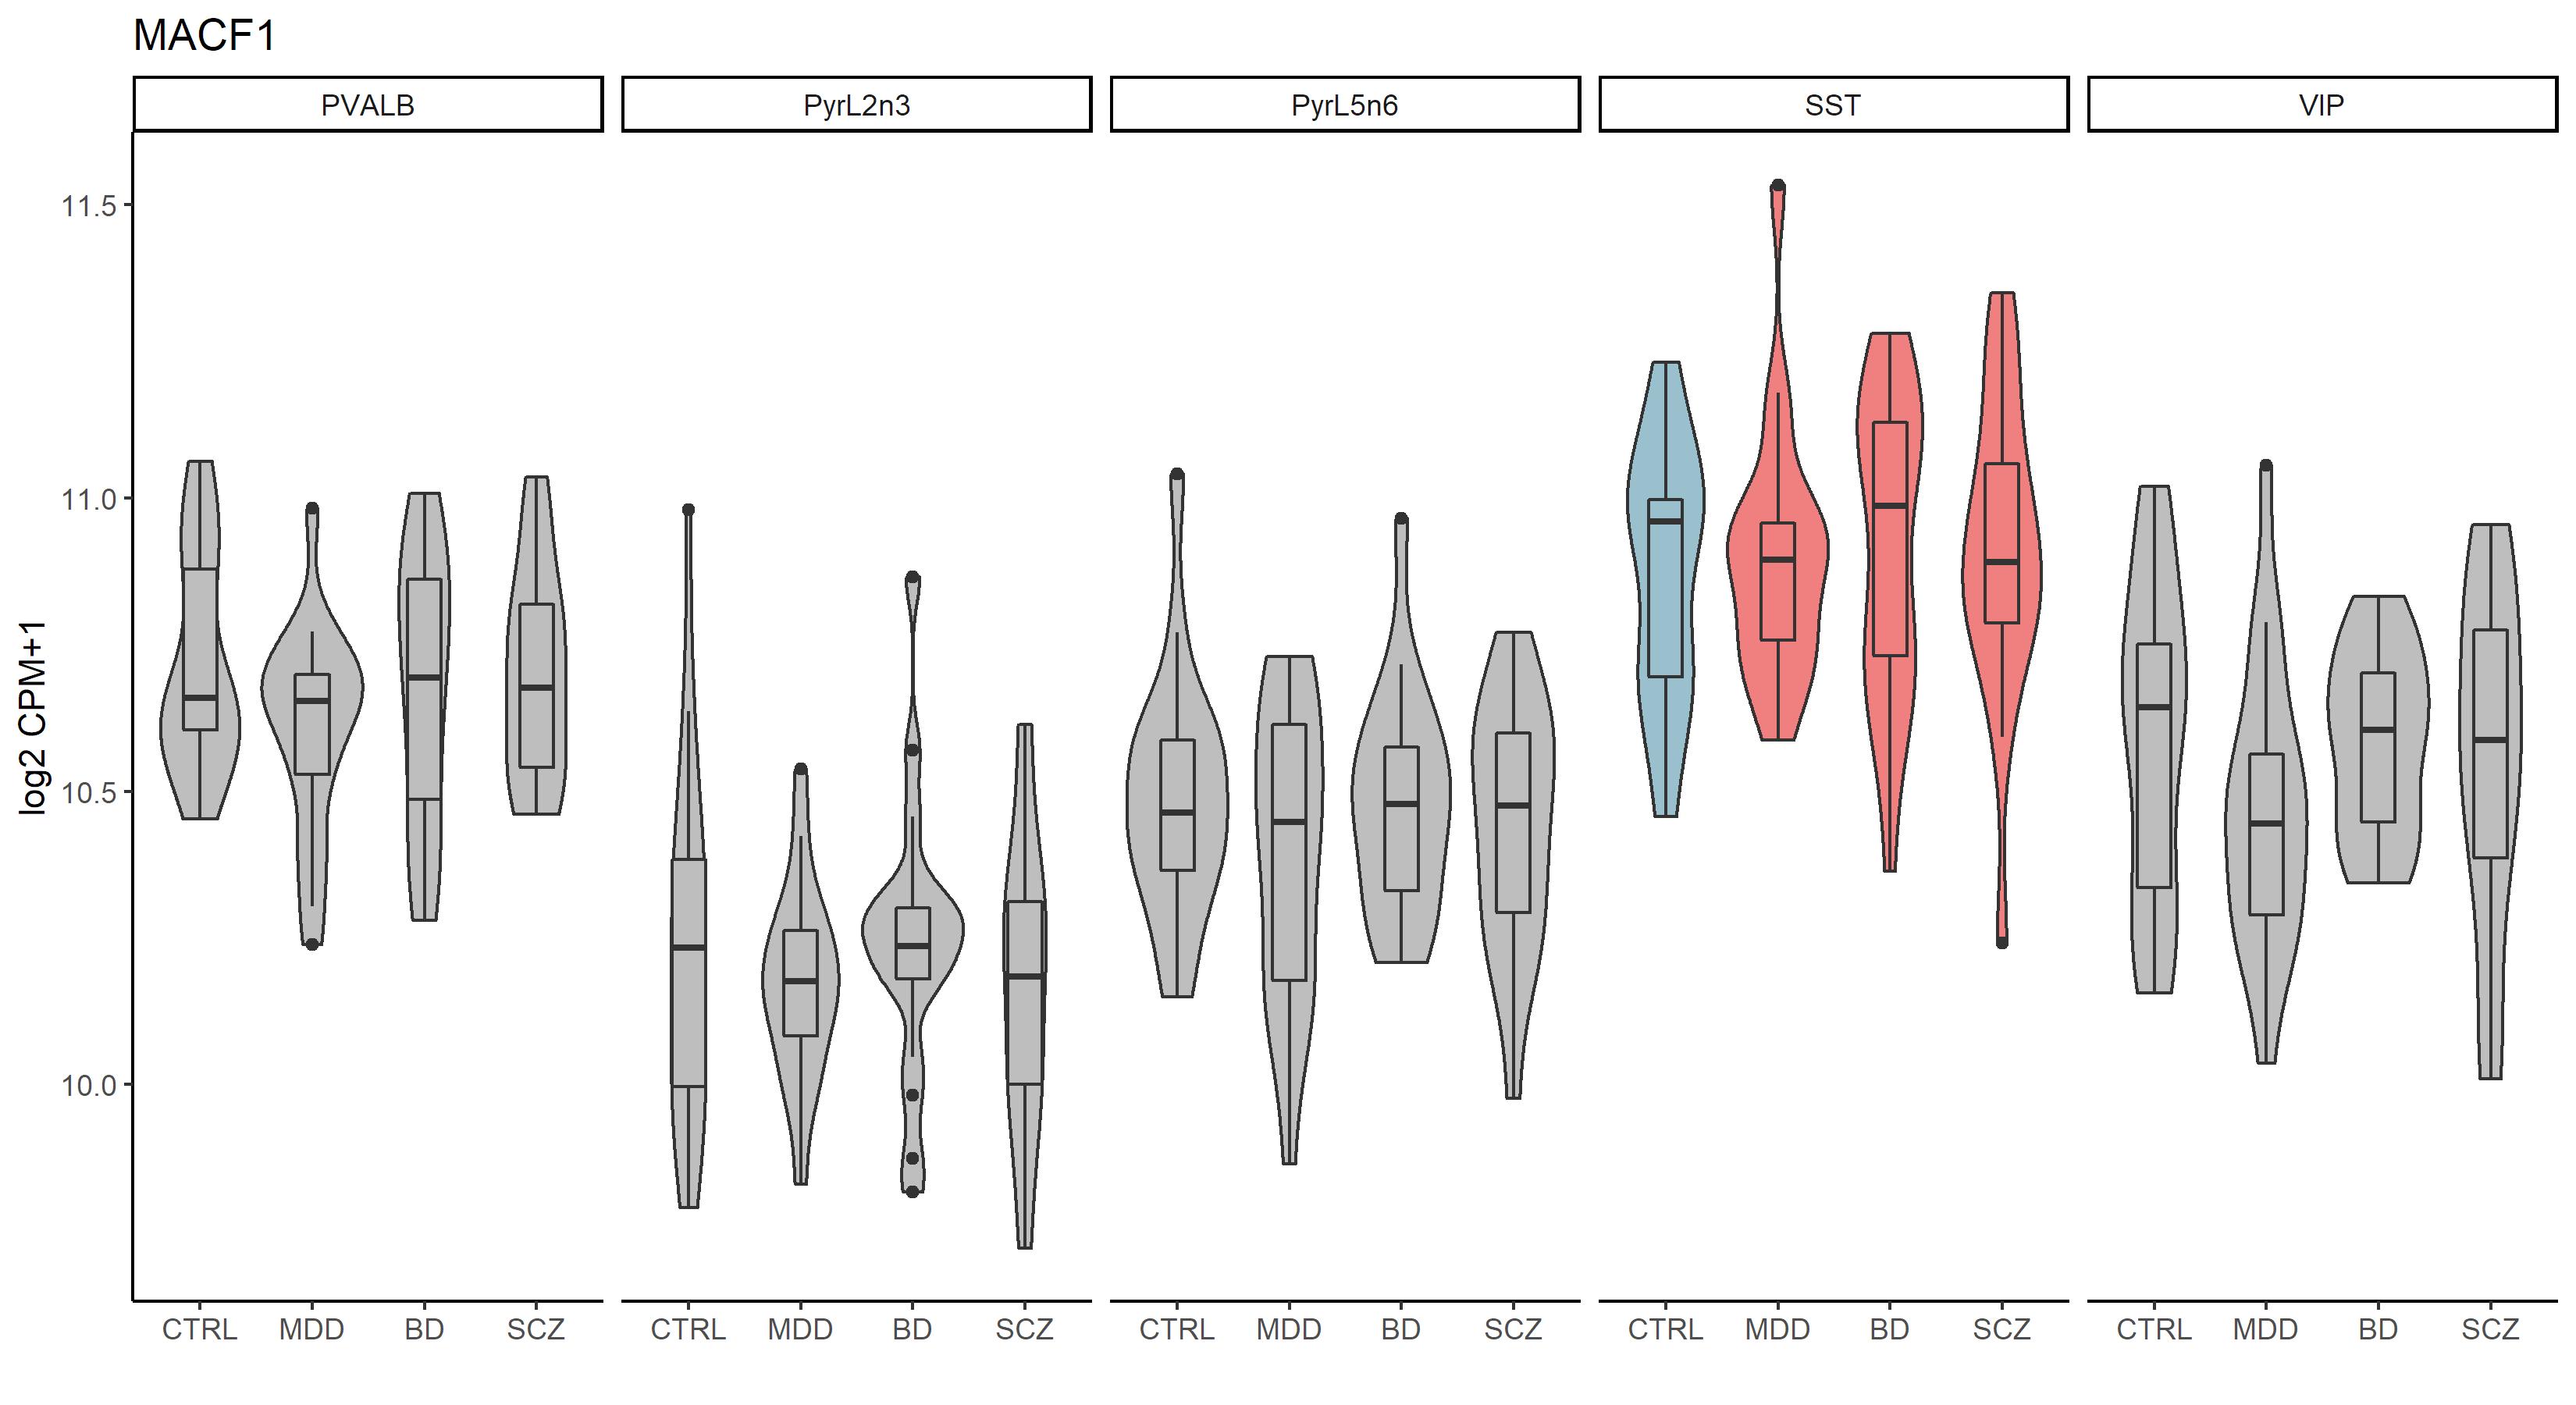 MACF1
PVALB PyrL2n3 PyrL5n6 SST VIP
11.5
11.0
10.5
10.0
log2 CPM+1
CTRL MDD BD SCZ CTRL MDD BD SCZ CTRL MDD BD SCZ CTRL MDD BD SCZ CTRL MDD BD SCZ